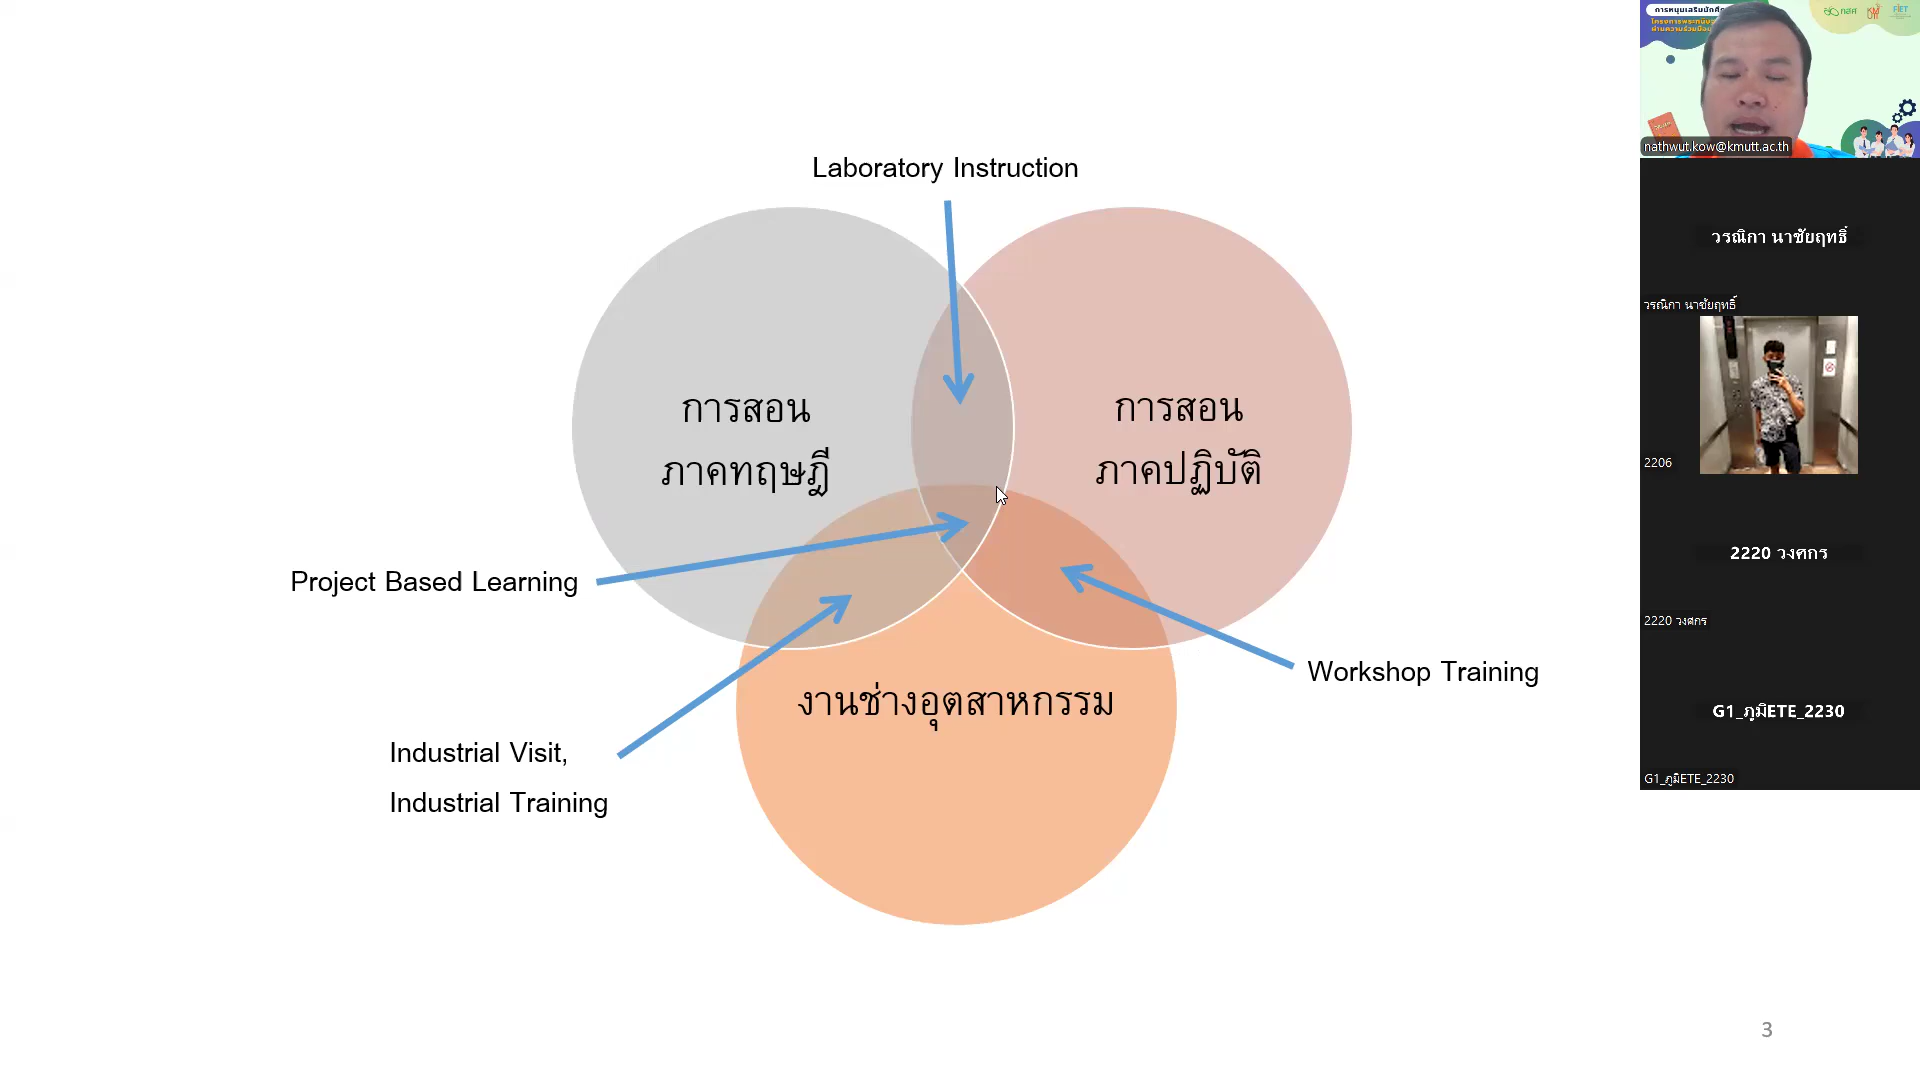 Laboratory Instruction
การสอน
ภาคทฤษฎี
การสอน
ภาคปฏิบัติ
Project Based Learning
งานช่างอุตสาหกรรม
Workshop Training
Industrial Visit,
Industrial Training
3
nathwut.kow@kmutt.ac.th
วรณิกา นาชัยฤทธิ์
วรณิกา นาชัยฤทธิ์
2206
2220 วงศกร
2220 วงศกร
G1_ภูมิETE_2230
G1_ภูมิETE_2230